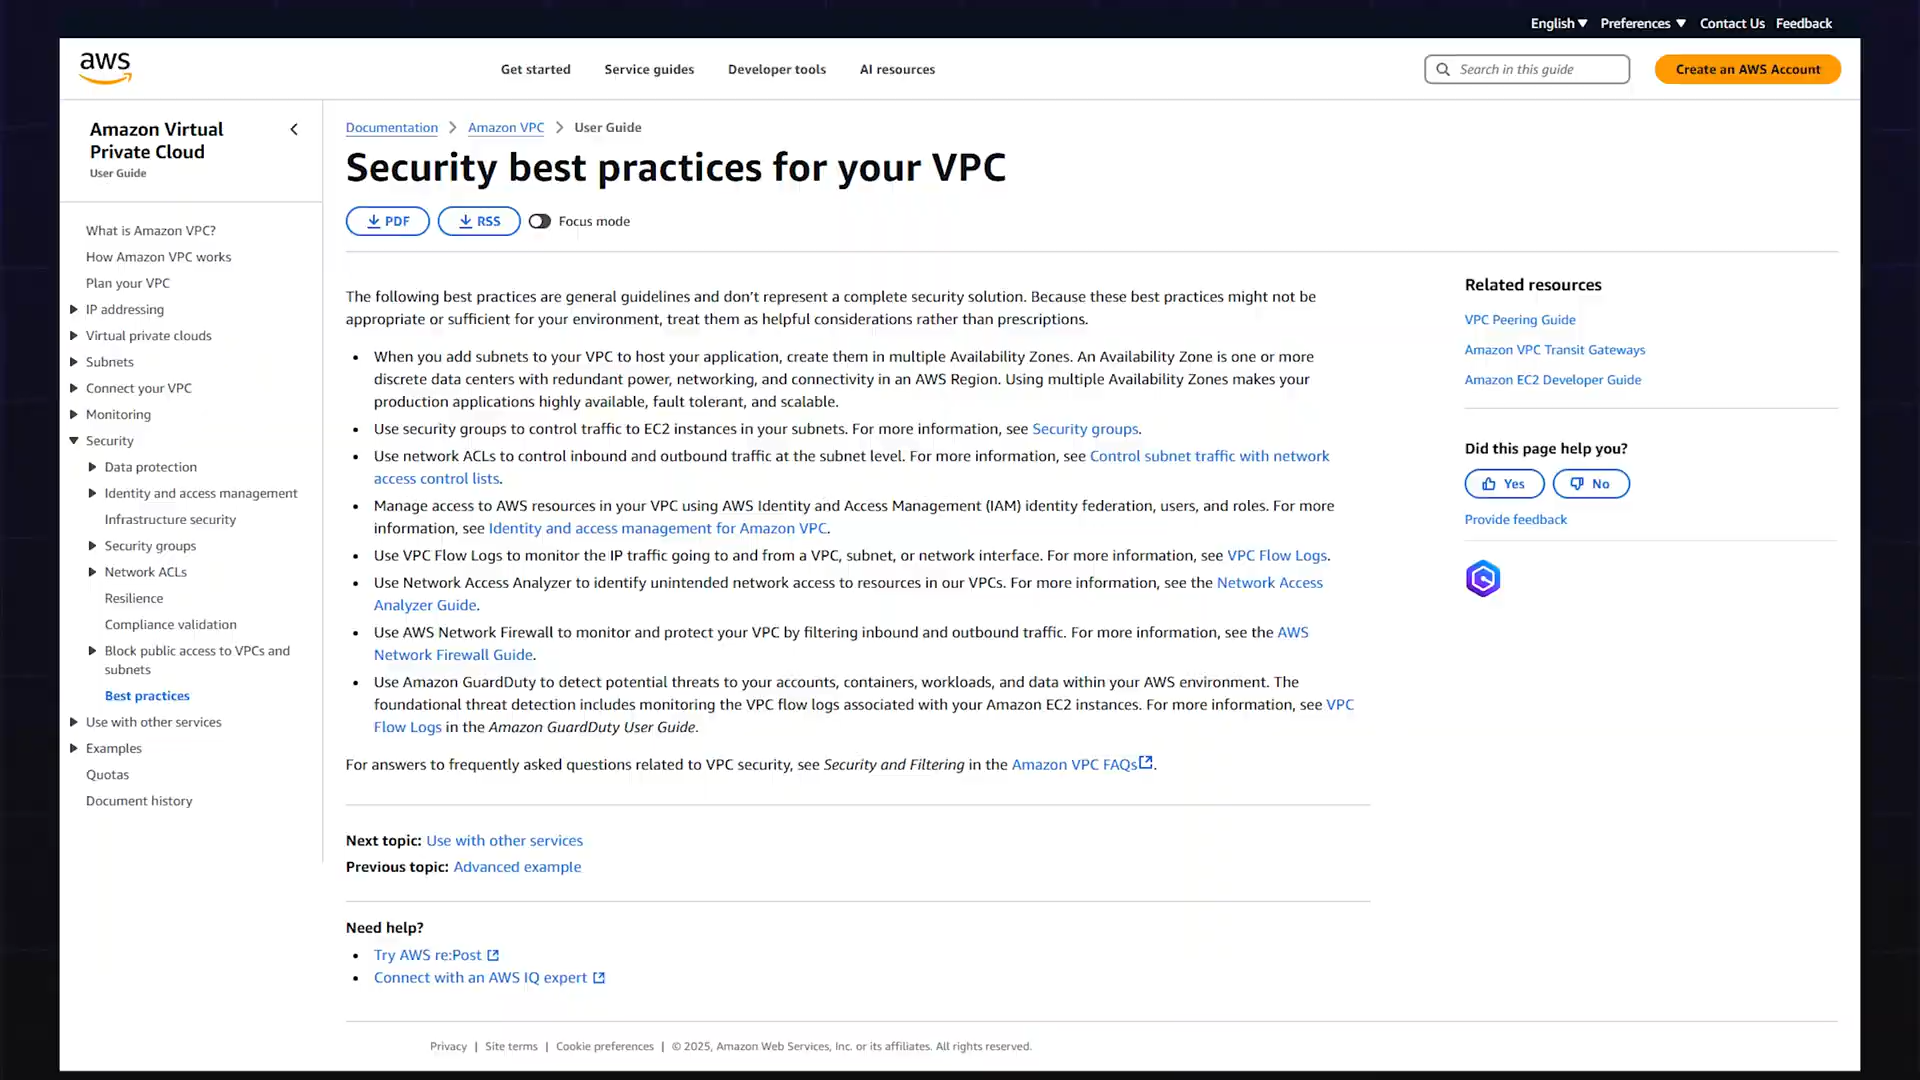 English
Preferences
Contact Us
Feedback
aws
Get started
Service guides
Developer tools
AI resources
Search in this guide
Create an AWS Account
Amazon Virtual
Private Cloud
User Guide
What is Amazon VPC?
How Amazon VPC works
Plan your VPC
IP addressing
Virtual private clouds
Subnets
Connect your VPC
Monitoring
Security
Data protection
Identity and access management
Infrastructure security
Security groups
Network ACLs
Resilience
Compliance validation
Block public access to VPCs and
subnets
Best practices
Use with other services
Examples
Quotas
Document history
Documentation
Amazon VPC
User Guide
Security best practices for your VPC
PDF
RSS
Focus mode
The following best practices are general guidelines and don't represent a complete security solution. Because these best practices might not be
appropriate or sufficient for your environment, treat them as helpful considerations rather than prescriptions.
• When you add subnets to your VPC to host your application, create them in multiple Availability Zones. An Availability Zone is one or more
discrete data centers with redundant power, networking, and connectivity in an AWS Region. Using multiple Availability Zones makes your
production applications highly available, fault tolerant, and scalable.
• Use security groups to control traffic to EC2 instances in your subnets. For more information, see Security groups.
• Use network ACLs to control inbound and outbound traffic at the subnet level. For more information, see Control subnet traffic with network
access control lists.
• Manage access to AWS resources in your VPC using AWS Identity and Access Management (IAM) identity federation, users, and roles. For more
information, see Identity and access management for Amazon VPC.
• Use VPC Flow Logs to monitor the IP traffic going to and from a VPC, subnet, or network interface. For more information, see VPC Flow Logs.
• Use Network Access Analyzer to identify unintended network access to resources in our VPCs. For more information, see the Network Access
Analyzer Guide.
• Use AWS Network Firewall to monitor and protect your VPC by filtering inbound and outbound traffic. For more information, see the AWS
Network Firewall Guide.
• Use Amazon GuardDuty to detect potential threats to your accounts, containers, workloads, and data within your AWS environment. The
foundational threat detection includes monitoring the VPC flow logs associated with your Amazon EC2 instances. For more information, see VPC
Flow Logs in the Amazon GuardDuty User Guide.
For answers to frequently asked questions related to VPC security, see Security and Filtering in the Amazon VPC FAQs.
Next topic: Use with other services
Previous topic: Advanced example
Need help?
• Try AWS re:Post
• Connect with an AWS IQ expert
Related resources
VPC Peering Guide
Amazon VPC Transit Gateways
Amazon EC2 Developer Guide
Did this page help you?
Yes
No
Provide feedback
Privacy | Site terms | Cookie preferences | © 2025, Amazon Web Services, Inc. or its affiliates. All rights reserved.